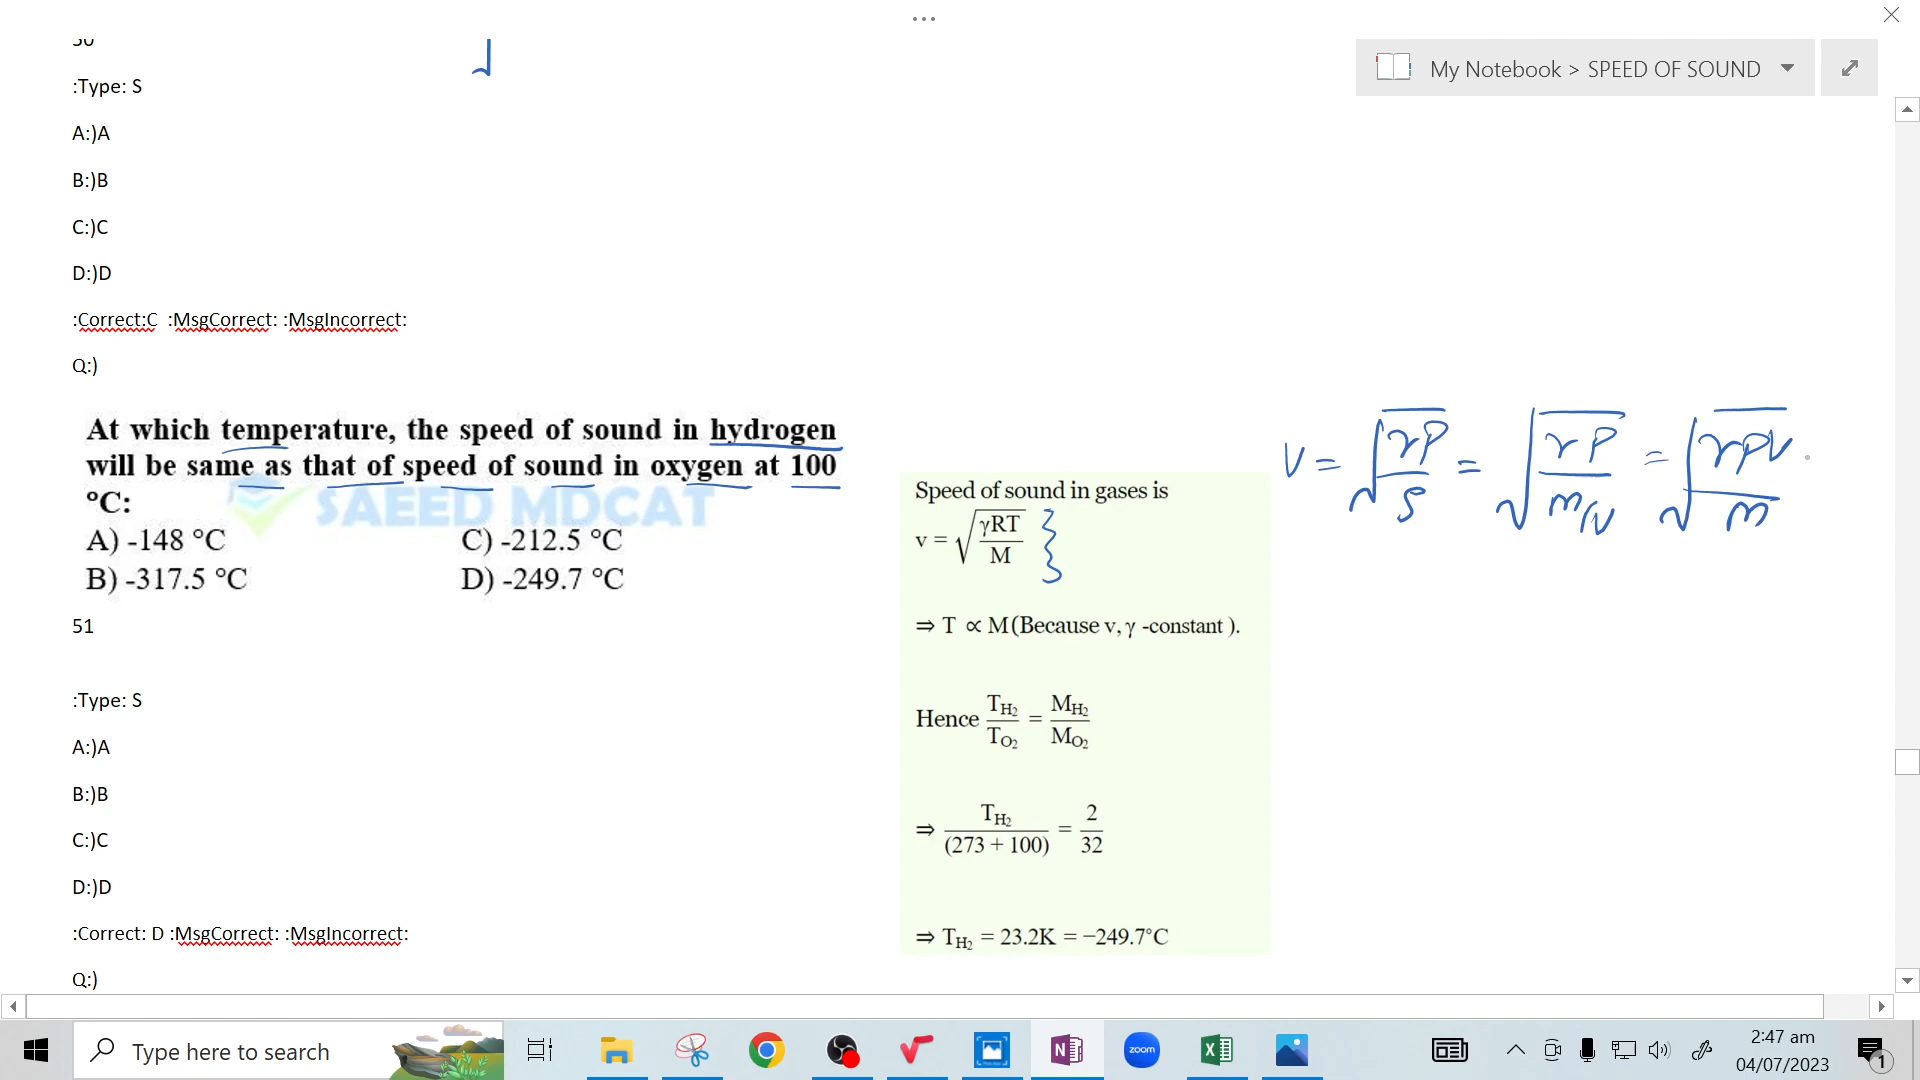 My Notebook > SPEED OF SOUND
:Type: S
A:)A
B:)B
C:)C
D:)D
:Correct:C :MsgCorrect: :MsgIncorrect:
Q:)
At which temperature, the speed of sound in hydrogen
will be same as that of speed of sound in oxygen at 100
°C:
SAEED MDCAT
A) -148 °C C) -212.5 °C
B) -317.5 °C D) -249.7 °C
51
:Type: S
A:)A
B:)B
C:)C
D:)D
:Correct: D :MsgCorrect: :MsgIncorrect:
Q:)
Speed of sound in gases is
v = √(γRT/M)
⇒ T ∝ M(Because v, γ -constant ).
Hence T_H₂/T_O₂ = M_H₂/M_O₂
⇒ T_H₂/(273 + 100) = 2/32
⇒ T_H₂ = 23.2K = −249.7°C
v = √(γP/ρ) = √(γP/(m/V)) = √(γPV/m)
Type here to search
zoom
2:47 am
04/07/2023
1